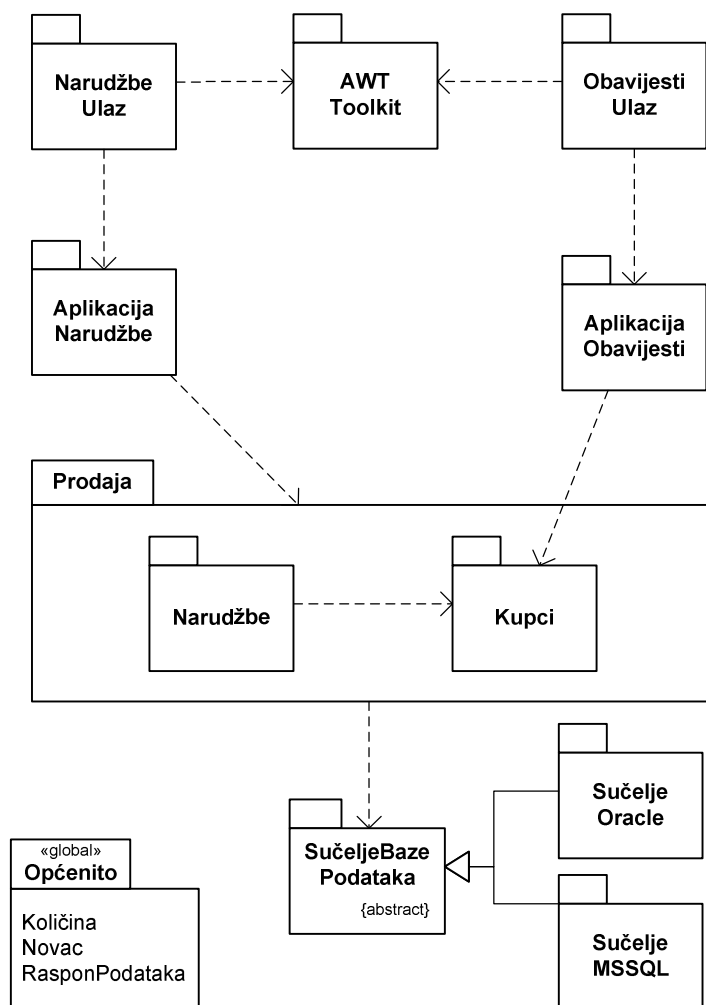 Narudžbe
Ulaz
AWT
Toolkit
Obavijesti
Ulaz
Aplikacija
Narudžbe
Aplikacija
Obavijesti
Prodaja
Narudžbe
Kupci
Sučelje
Oracle
SučeljeBaze
Podataka
{abstract}
Sučelje
MSSQL
«global»
Općenito
Količina
Novac
RasponPodataka